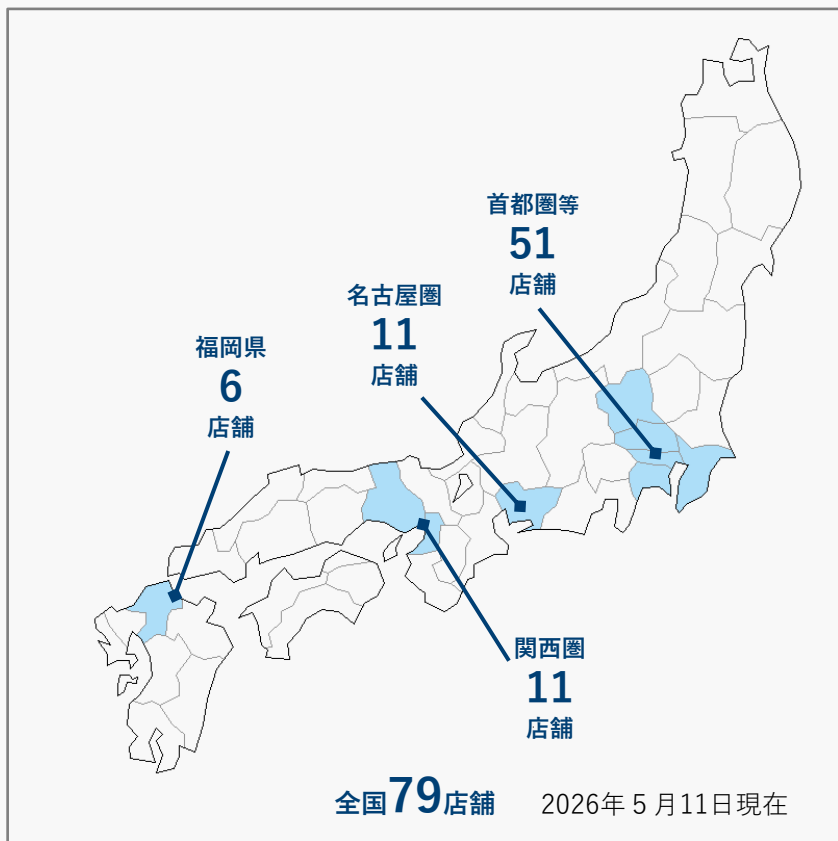 首都圏等
51
店舗
名古屋圏
11
店舗
福岡県
6
店舗
関西圏
11
店舗
全国79店舗
2026年5月11日現在